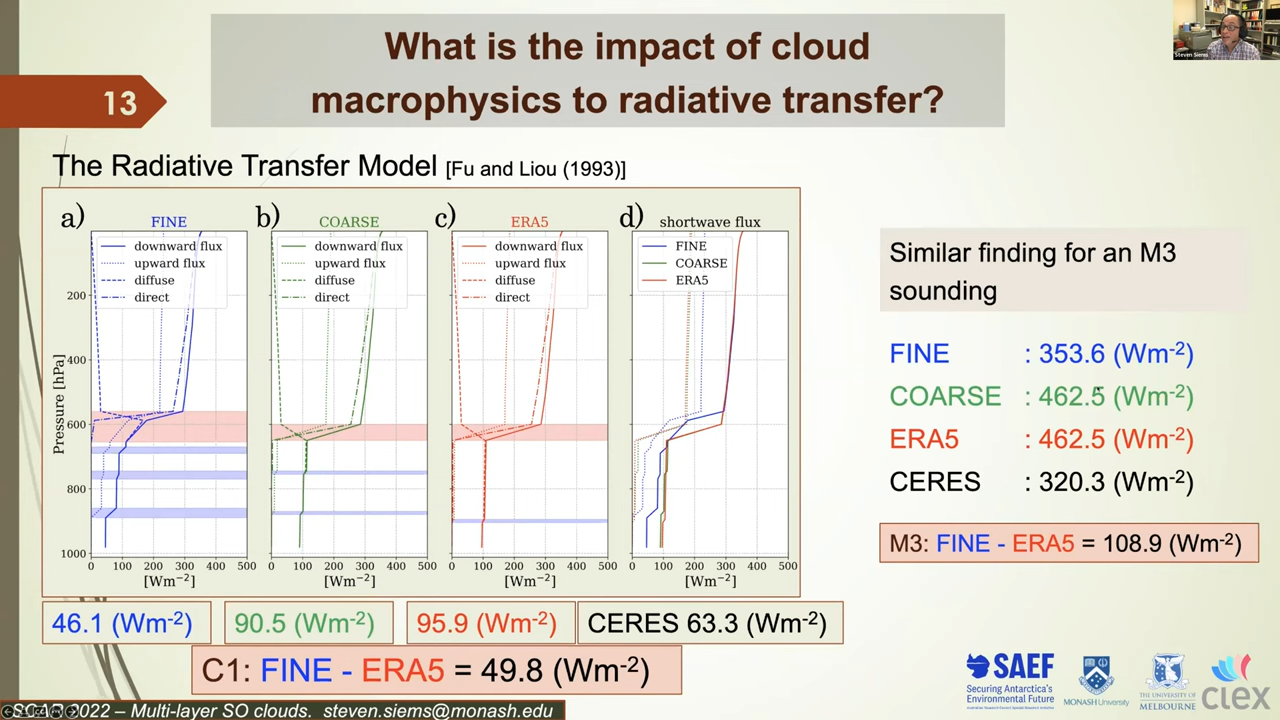 What is the impact of cloud
macrophysics to radiative transfer?
13
Steven Siems
The Radiative Transfer Model [Fu and Liou (1993)]
a)
FINE
downward flux
upward flux
diffuse
direct
b)
COARSE
downward flux
upward flux
diffuse
direct
c)
ERA5
downward flux
upward flux
diffuse
direct
d)
shortwave flux
FINE
COARSE
ERA5
Pressure [hPa]
200
400
600
800
1000
0 100 200 300 400 500
[Wm⁻²]
0 100 200 300 400 500
[Wm⁻²]
0 100 200 300 400 500
[Wm⁻²]
0 100 200 300 400 500
[Wm⁻²]
46.1 (Wm⁻²)
90.5 (Wm⁻²)
95.9 (Wm⁻²)
CERES 63.3 (Wm⁻²)
C1: FINE - ERA5 = 49.8 (Wm⁻²)
Similar finding for an M3
sounding
FINE : 353.6 (Wm⁻²)
COARSE : 462.5 (Wm⁻²)
ERA5 : 462.5 (Wm⁻²)
CERES : 320.3 (Wm⁻²)
M3: FINE - ERA5 = 108.9 (Wm⁻²)
SAEF
Securing Antarctica's
Environmental Future
MONASH University
THE UNIVERSITY OF
MELBOURNE
clex
2022 – Multi-layer SO clouds.
siems@monash.edu